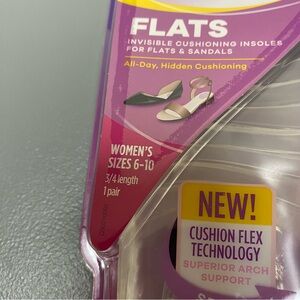 FLATS
INVISIBLE CUSHIONING INSOLES
FOR FLATS & SANDALS
All-Day, Hidden Cushioning
WOMEN'S
SIZES 6-10
3/4 length
1 pair
NEW!
CUSHION FLEX
TECHNOLOGY
SUPERIOR ARCH
SUPPORT